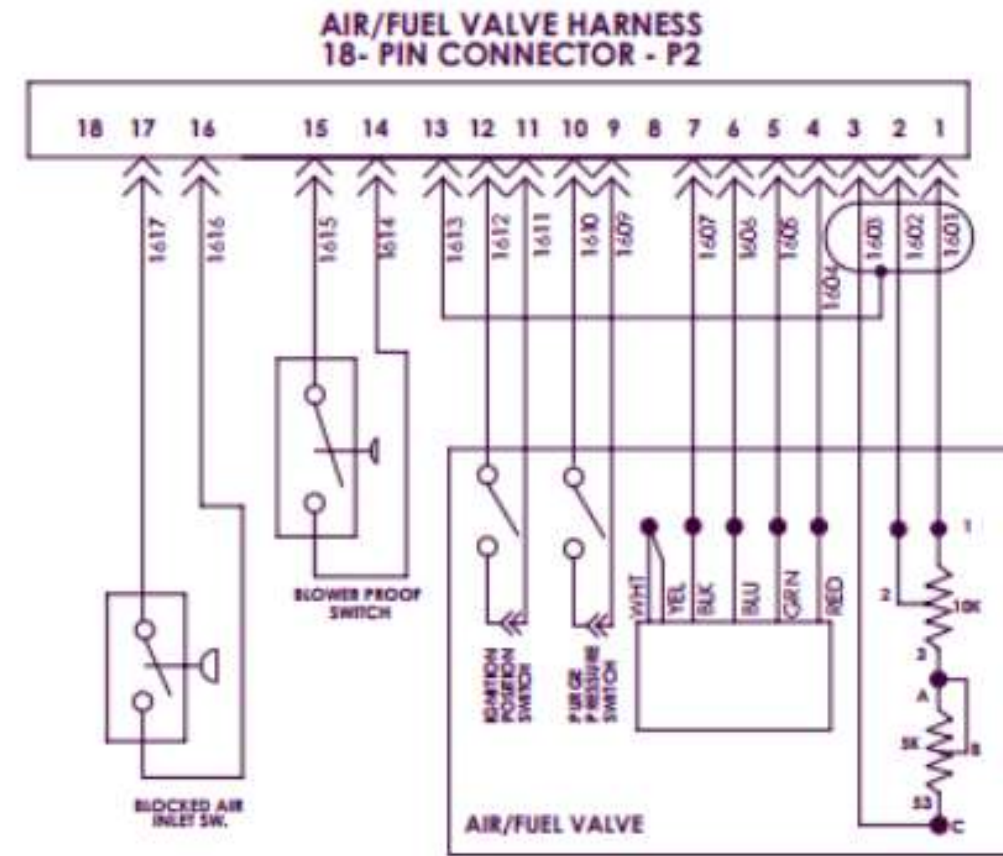 AIR/FUEL VALVE HARNESS
18- PIN CONNECTOR - P2
18 17 16 15 14 13 12 11 10 9 8 7 6 5 4 3 2 1
1617
1616
1615
1614
1613
1612
1611
1610
1609
1607
1606
1605
1604
1603
1602
1601
BLOWER PROOF
SWITCH
BLOCKED AIR
INLET SW.
IGNITION
POSITION
SWITCH
PURGE
PRESSURE
SWITCH
WHT
YEL
BLK
BLU
GRN
RED
1
2
10K
3
A
5K
B
53
C
AIR/FUEL VALVE